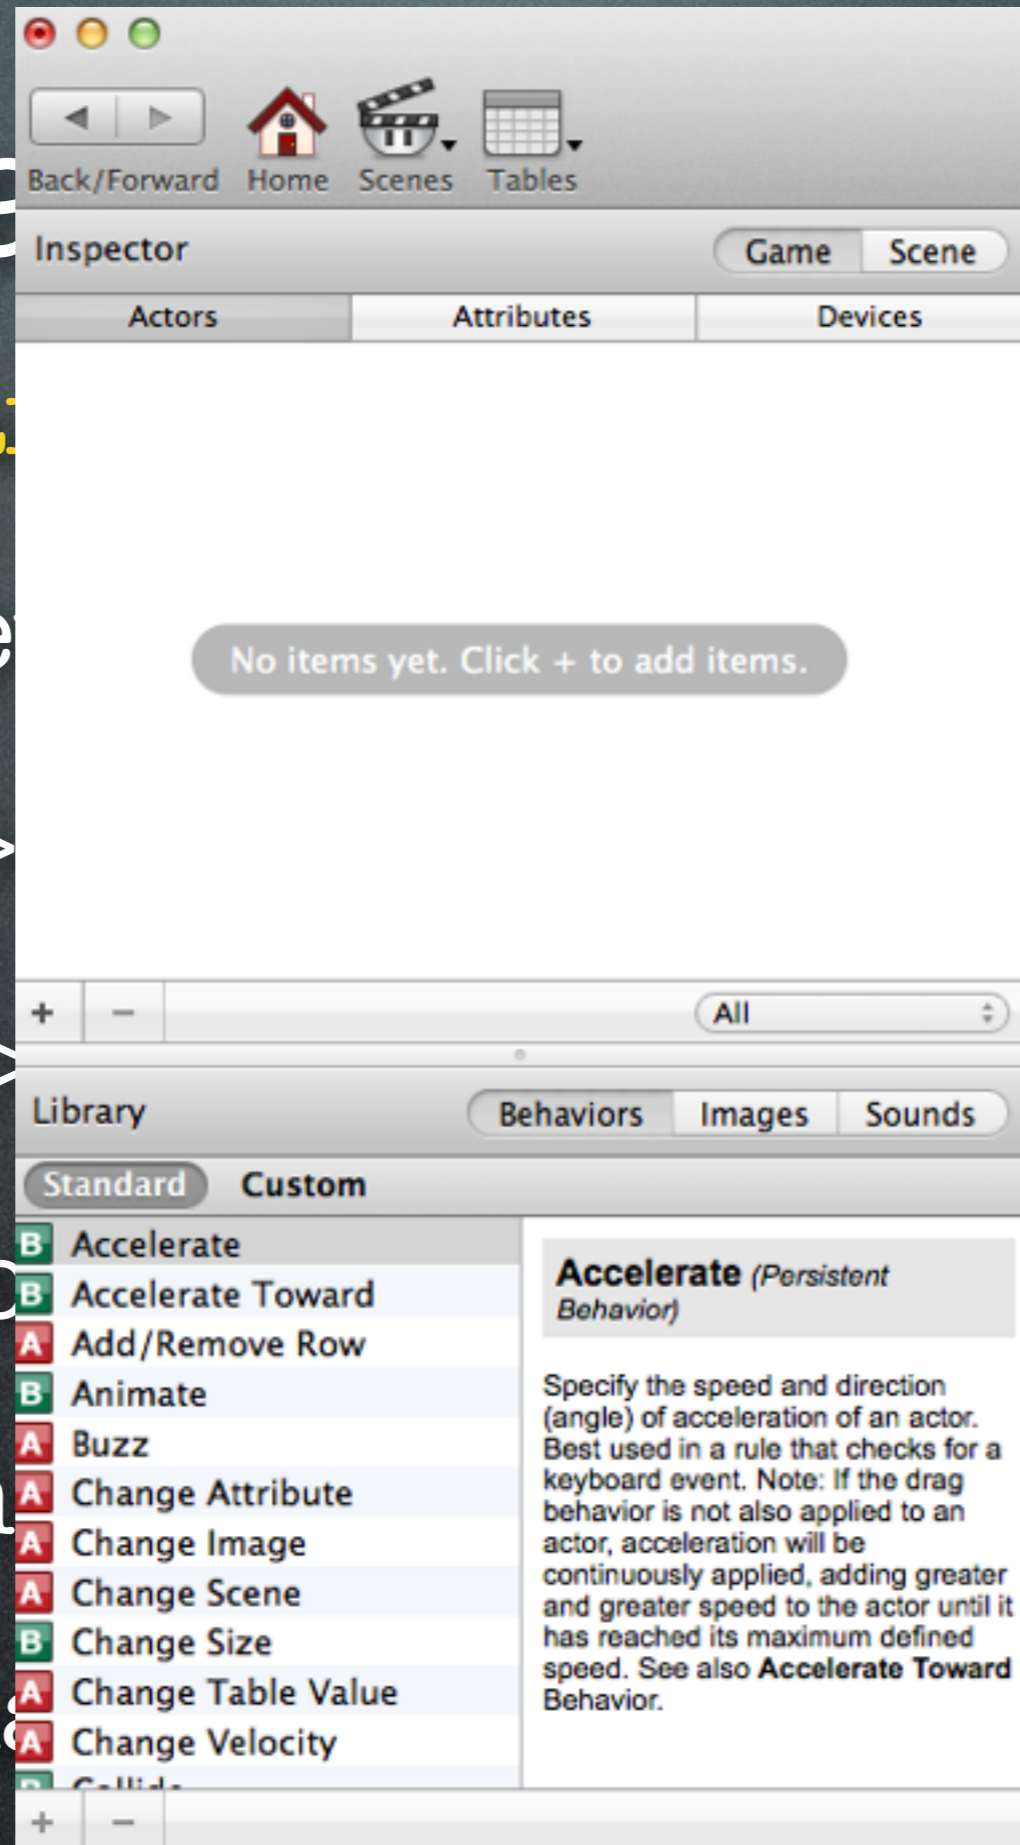 Back/Forward Home Scenes Tables
Inspector Game Scene
Actors Attributes Devices
No items yet. Click + to add items.
+ − All
Library Behaviors Images Sounds
Standard Custom
B Accelerate
B Accelerate Toward
A Add/Remove Row
B Animate
A Buzz
A Change Attribute
A Change Image
A Change Scene
B Change Size
A Change Table Value
A Change Velocity
Accelerate (Persistent
Behavior)
Specify the speed and direction
(angle) of acceleration of an actor.
Best used in a rule that checks for a
keyboard event. Note: If the drag
behavior is not also applied to an
actor, acceleration will be
continuously applied, adding greater
and greater speed to the actor until it
has reached its maximum defined
speed. See also Accelerate Toward
Behavior.
+ −